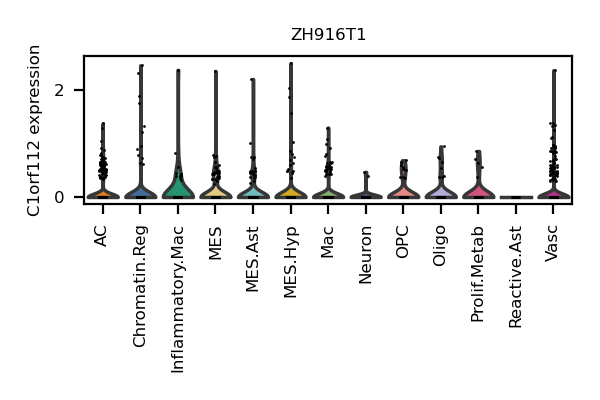 ZH916T1
C1orf112 expression
2
0
AC
Chromatin.Reg
Inflammatory.Mac
MES
MES.Ast
MES.Hyp
Mac
Neuron
OPC
Oligo
Prolif.Metab
Reactive.Ast
Vasc